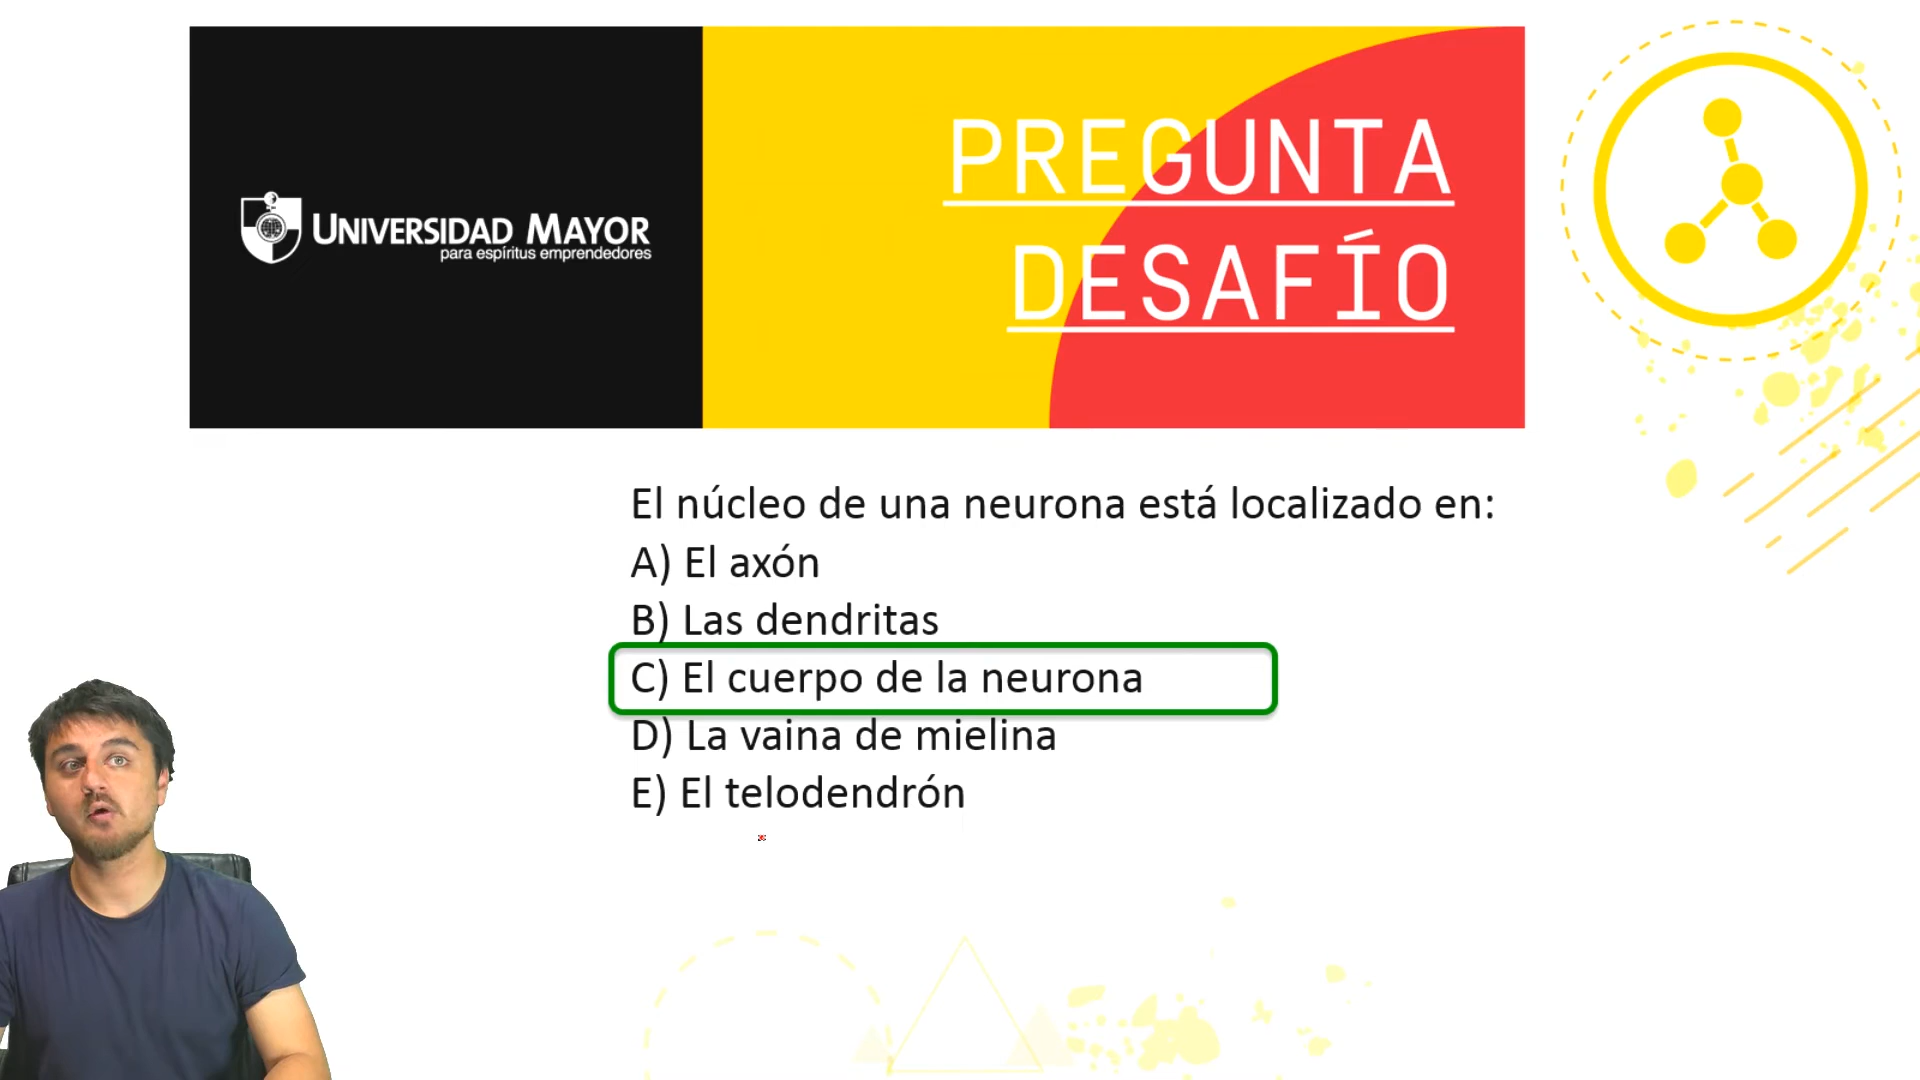 UNIVERSIDAD MAYOR
para espíritus emprendedores
PREGUNTA
DESAFÍO
El núcleo de una neurona está localizado en:
A) El axón
B) Las dendritas
C) El cuerpo de la neurona
D) La vaina de mielina
E) El telodendrón